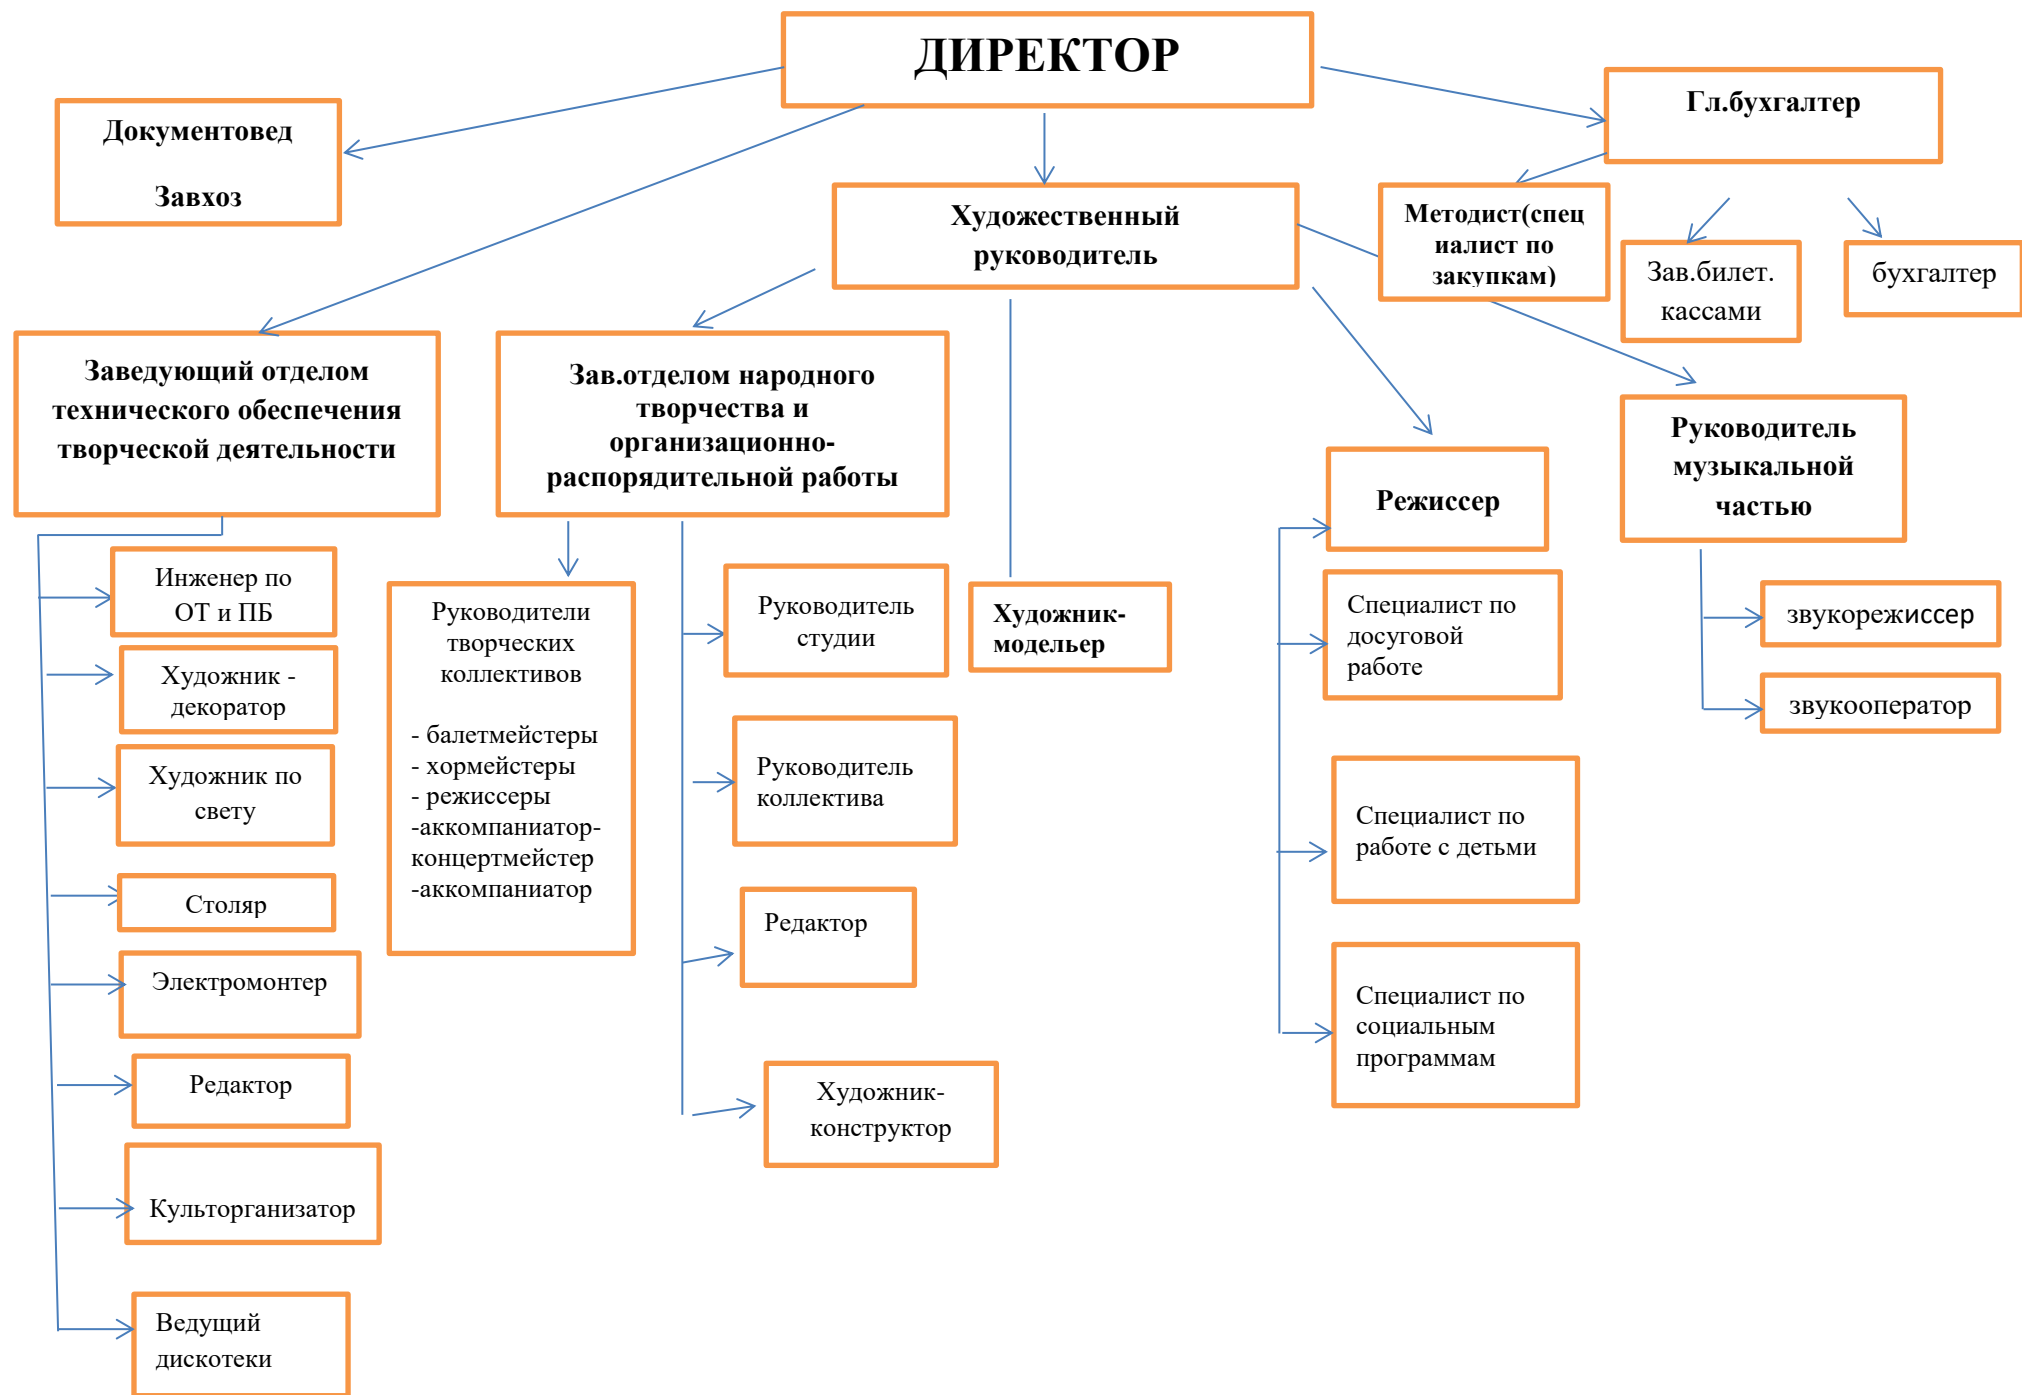 ДИРЕКТОР
Документовед
Завхоз
Гл.бухгалтер
Художественный
руководитель
Методист(спец
иалист по
закупкам)
Зав.билет.
кассами
бухгалтер
Заведующий отделом
технического обеспечения
творческой деятельности
Зав.отделом народного
творчества и
организационно-
распорядительной работы
Режиссер
Руководитель
музыкальной
частью
Инженер по
ОТ и ПБ
Художник -
декоратор
Художник по
свету
Столяр
Электромонтер
Редактор
Культорганизатор
Ведущий
дискотеки
Руководители
творческих
коллективов
- балетмейстеры
- хормейстеры
- режиссеры
-аккомпаниатор-
концертмейстер
-аккомпаниатор
Руководитель
студии
Руководитель
коллектива
Редактор
Художник-
конструктор
Художник-
модельер
Специалист по
досуговой
работе
Специалист по
работе с детьми
Специалист по
социальным
программам
звукорежиссер
звукооператор